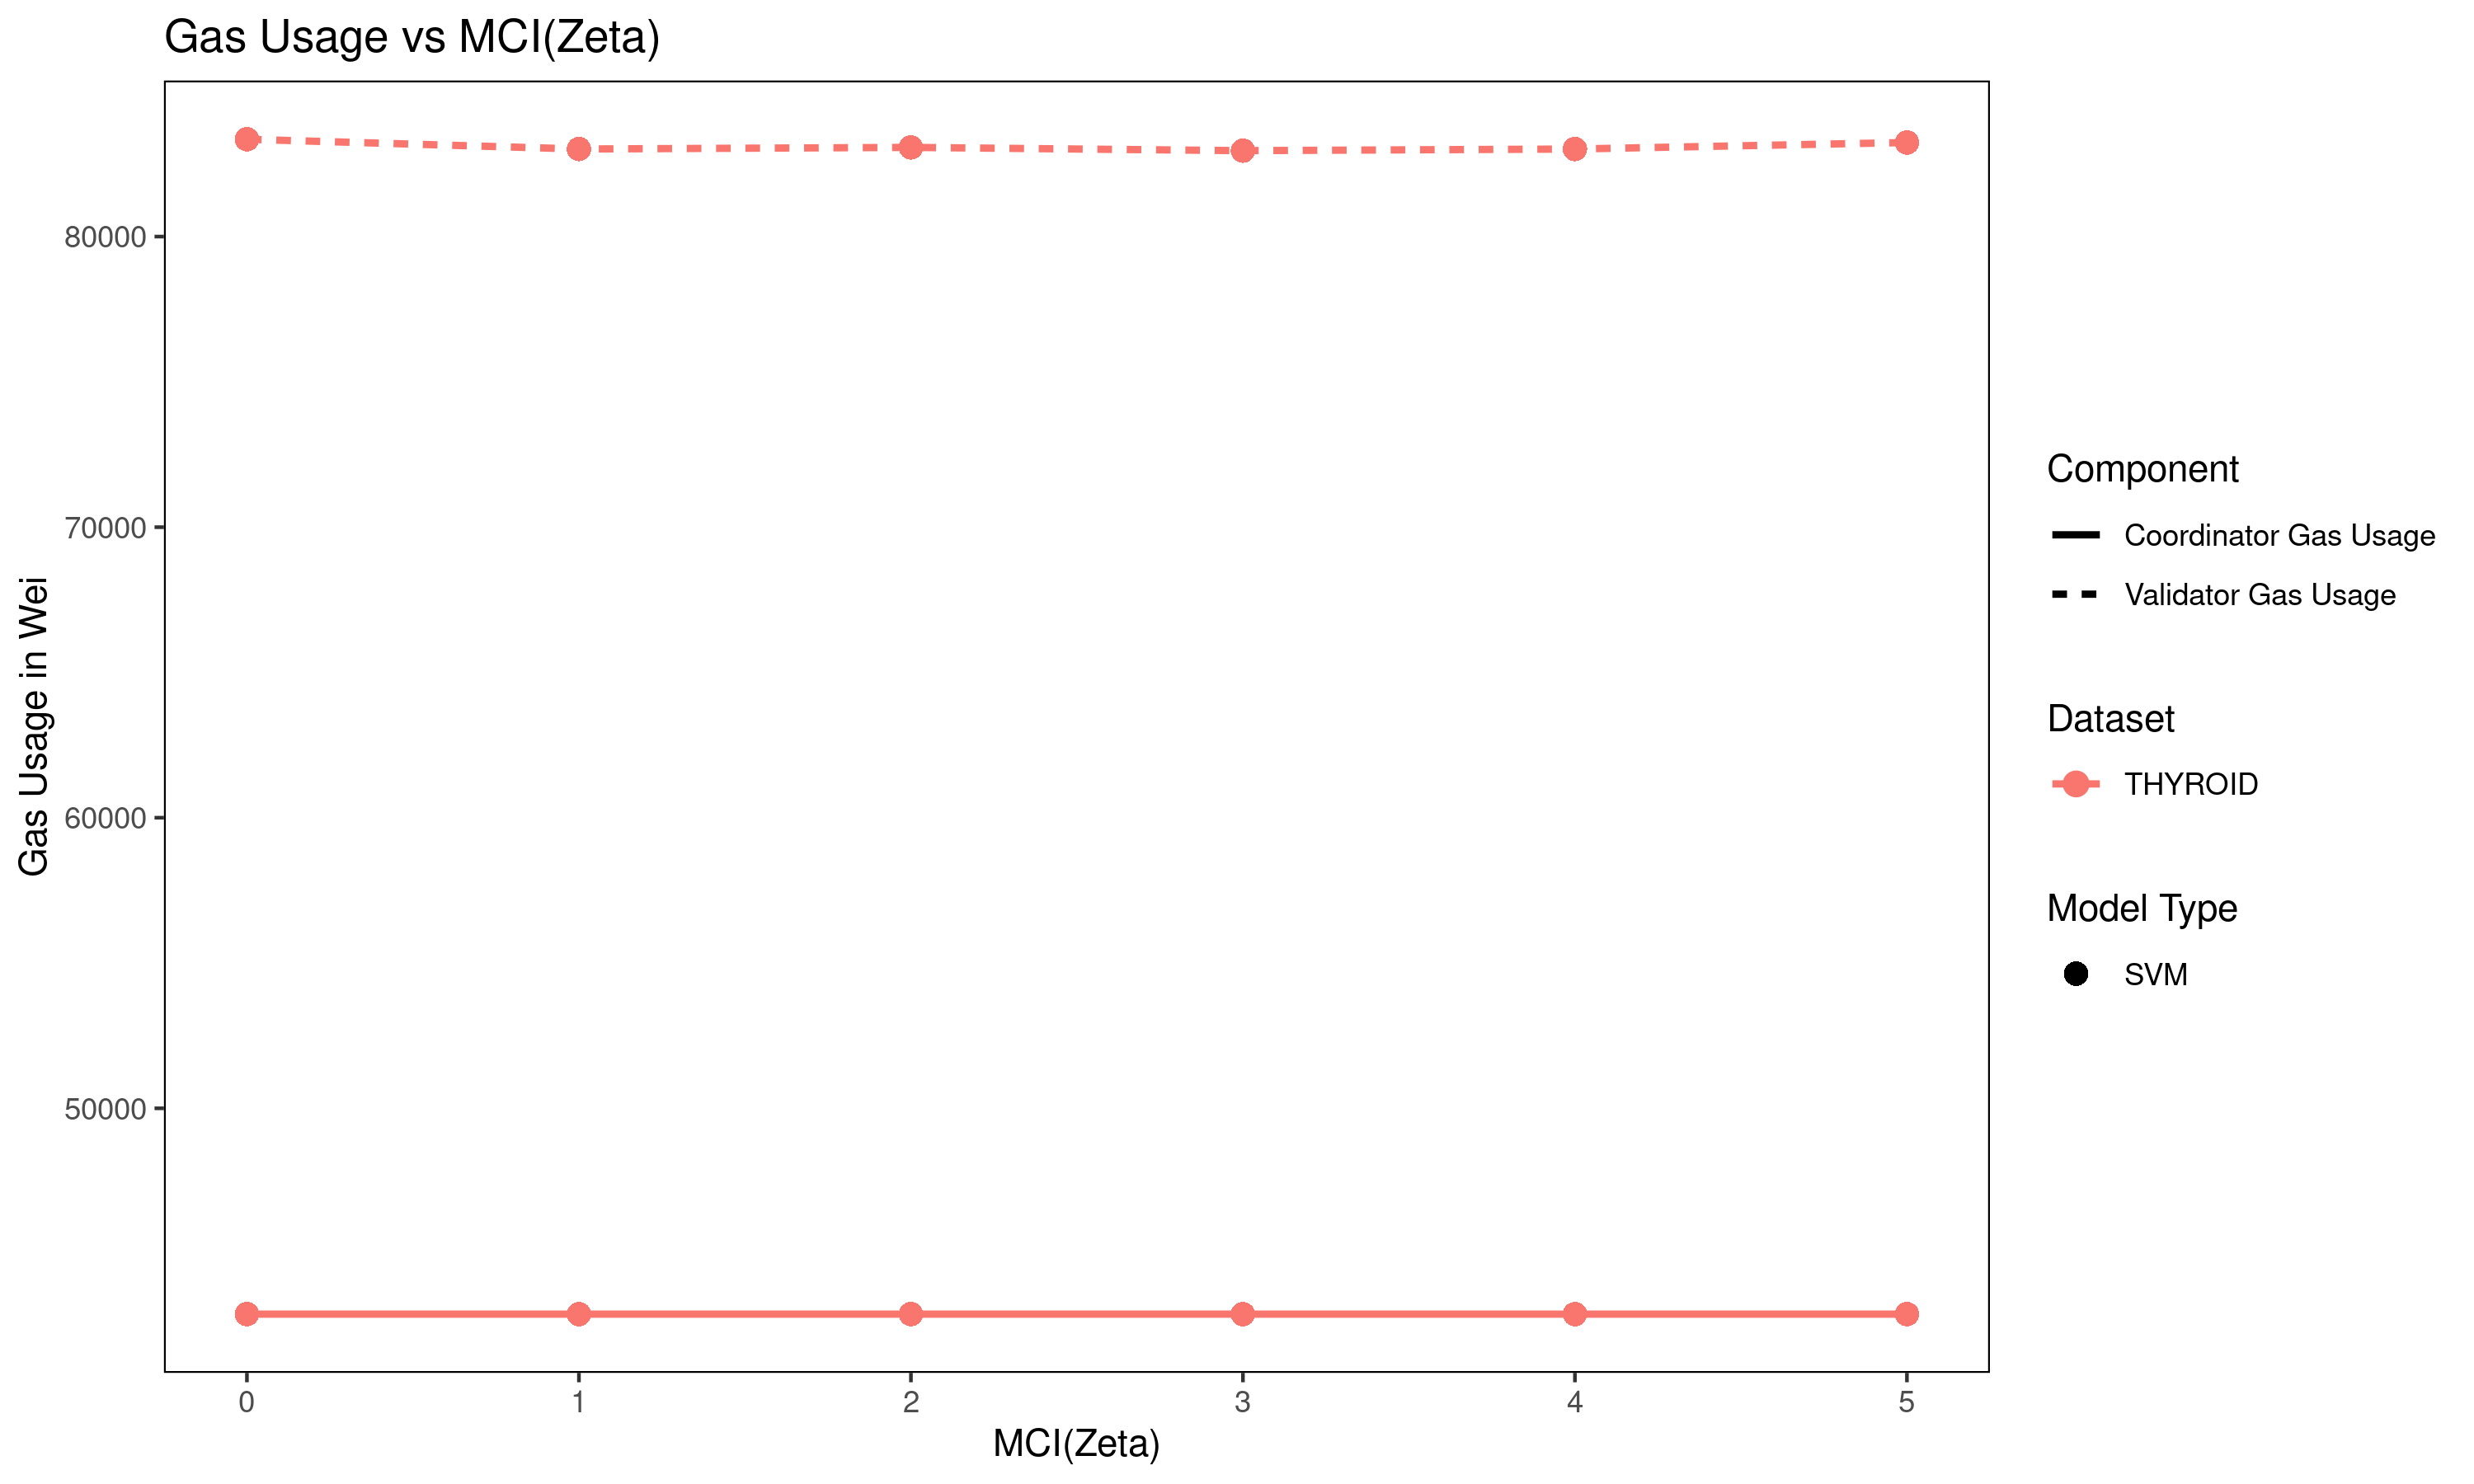 Gas Usage vs MCI(Zeta)
Gas Usage in Wei
80000
70000
60000
50000
0 1 2 3 4 5
MCI(Zeta)
Component
Coordinator Gas Usage
Validator Gas Usage
Dataset
THYROID
Model Type
SVM